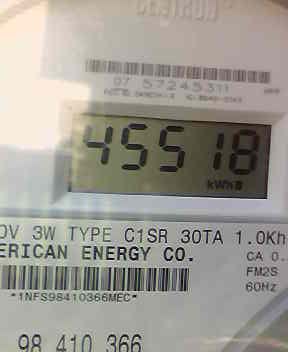 CENTRON
07 57245311
45518
kWh
0V 3W TYPE C1SR 30TA 1.0Kh
ERICAN ENERGY CO.
CA 0.
FM2S
*1NFS98410366MEC*
60Hz
98 410 366